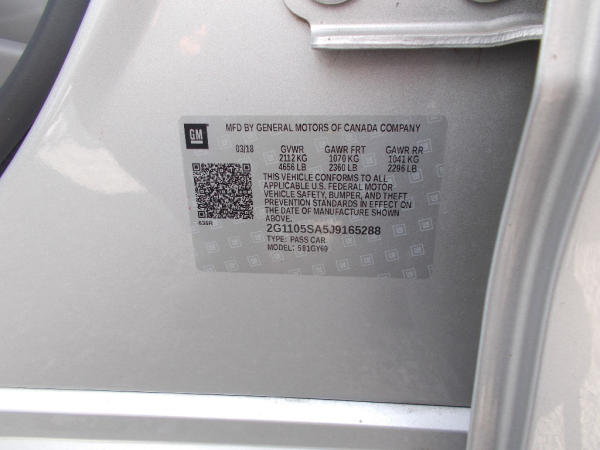 GM
MFD BY GENERAL MOTORS OF CANADA COMPANY
03/18 GVWR GAWR FRT GAWR RR
2112 KG 1070 KG 1041 KG
4656 LB 2360 LB 2296 LB
THIS VEHICLE CONFORMS TO ALL
APPLICABLE U.S. FEDERAL MOTOR
VEHICLE SAFETY, BUMPER, AND THEFT
PREVENTION STANDARDS IN EFFECT ON
THE DATE OF MANUFACTURE SHOWN
ABOVE.
2G1105SA5J9165288
TYPE: PASS CAR
MODEL: 581GY69